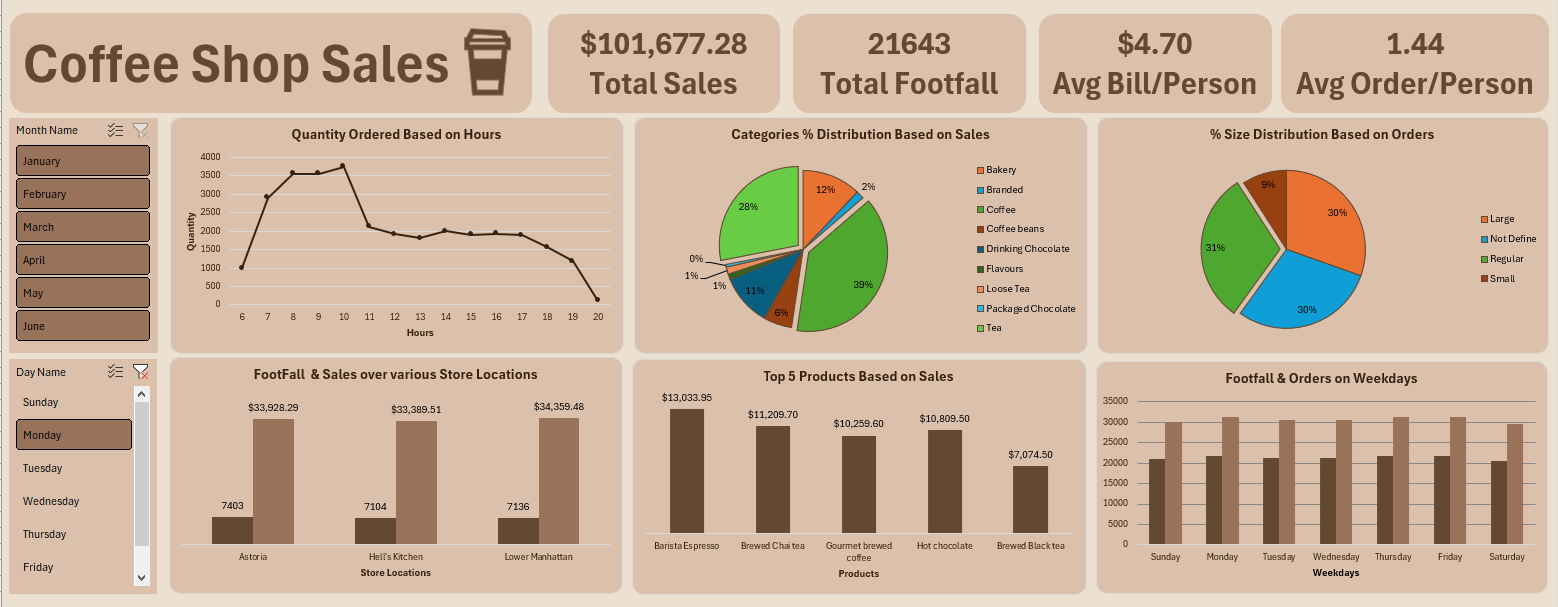 Coffee Shop Sales
$101,677.28
Total Sales
21643
Total Footfall
$4.70
Avg Bill/Person
1.44
Avg Order/Person
Month Name
January
February
March
April
May
June
Day Name
Sunday
Monday
Tuesday
Wednesday
Thursday
Friday
Quantity Ordered Based on Hours
Quantity
4000
3500
3000
2500
2000
1500
1000
500
0
6 7 8 9 10 11 12 13 14 15 16 17 18 19 20
Hours
Categories % Distribution Based on Sales
12%
2%
39%
6%
11%
1%
1%
0%
28%
Bakery
Branded
Coffee
Coffee beans
Drinking Chocolate
Flavours
Loose Tea
Packaged Chocolate
Tea
% Size Distribution Based on Orders
30%
30%
31%
9%
Large
Not Define
Regular
Small
FootFall & Sales over various Store Locations
$33,928.29
$33,389.51
$34,359.48
7403
7104
7136
Astoria
Hell's Kitchen
Lower Manhattan
Store Locations
Top 5 Products Based on Sales
$13,033.95
$11,209.70
$10,259.60
$10,809.50
$7,074.50
Barista Espresso
Brewed Chai tea
Gourmet brewed
coffee
Hot chocolate
Brewed Black tea
Products
Footfall & Orders on Weekdays
35000
30000
25000
20000
15000
10000
5000
0
Sunday Monday Tuesday Wednesday Thursday Friday Saturday
Weekdays